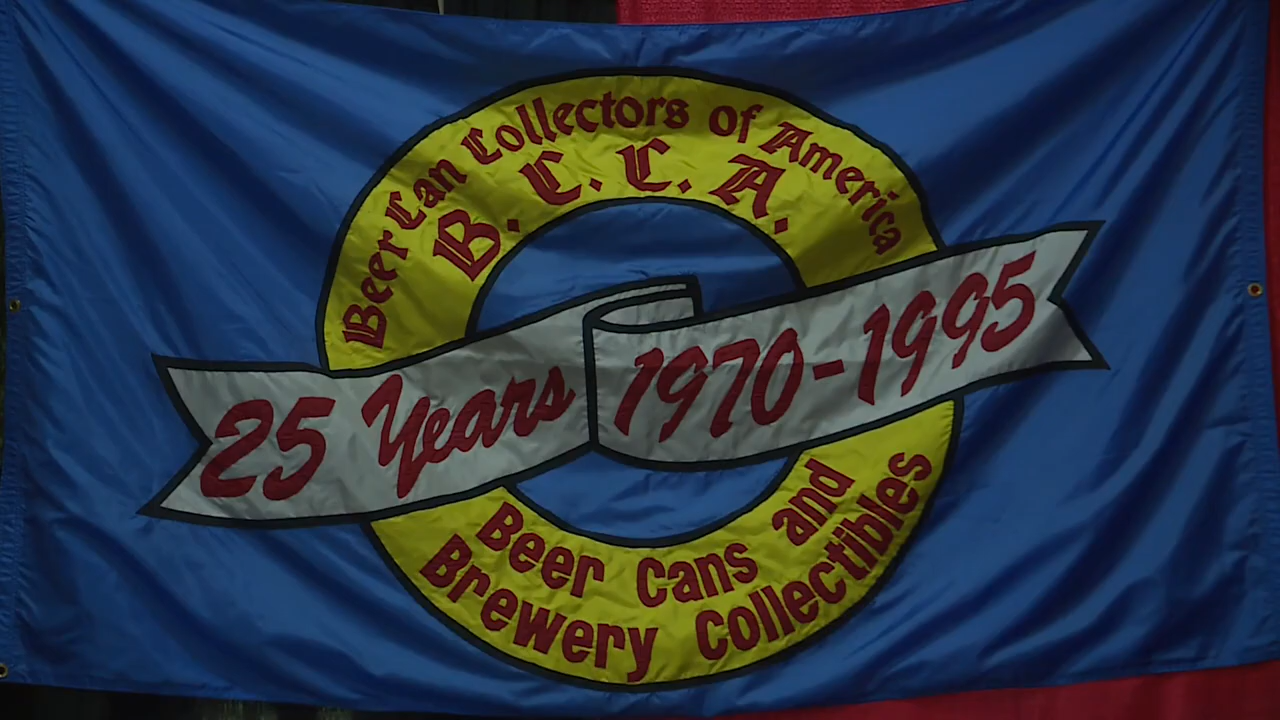 Beer Can Collectors of America
B.C.C.A.
25 Years 1970-1995
Beer Cans and
Brewery Collectibles